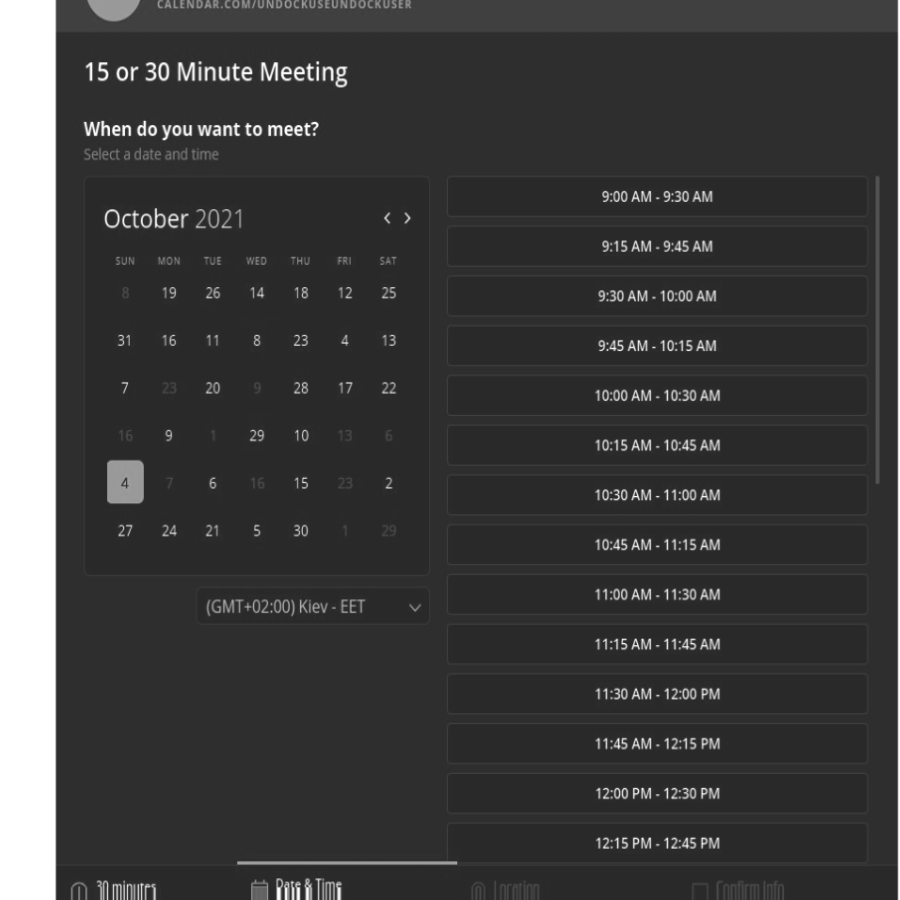 CALENDAR.COM/UNDOCKUSEUNDOCKUSER
15 or 30 Minute Meeting
When do you want to meet?
Select a date and time
October 2021 < >
SUN MON TUE WED THU FRI SAT
8 19 26 14 18 12 25
31 16 11 8 23 4 13
7 23 20 9 28 17 22
16 9 1 29 10 13 6
4 7 6 16 15 23 2
27 24 21 5 30 1 29
(GMT+02:00) Kiev - EET
9:00 AM - 9:30 AM
9:15 AM - 9:45 AM
9:30 AM - 10:00 AM
9:45 AM - 10:15 AM
10:00 AM - 10:30 AM
10:15 AM - 10:45 AM
10:30 AM - 11:00 AM
10:45 AM - 11:15 AM
11:00 AM - 11:30 AM
11:15 AM - 11:45 AM
11:30 AM - 12:00 PM
11:45 AM - 12:15 PM
12:00 PM - 12:30 PM
12:15 PM - 12:45 PM
30 minutes Date & Time Location Confirm Info